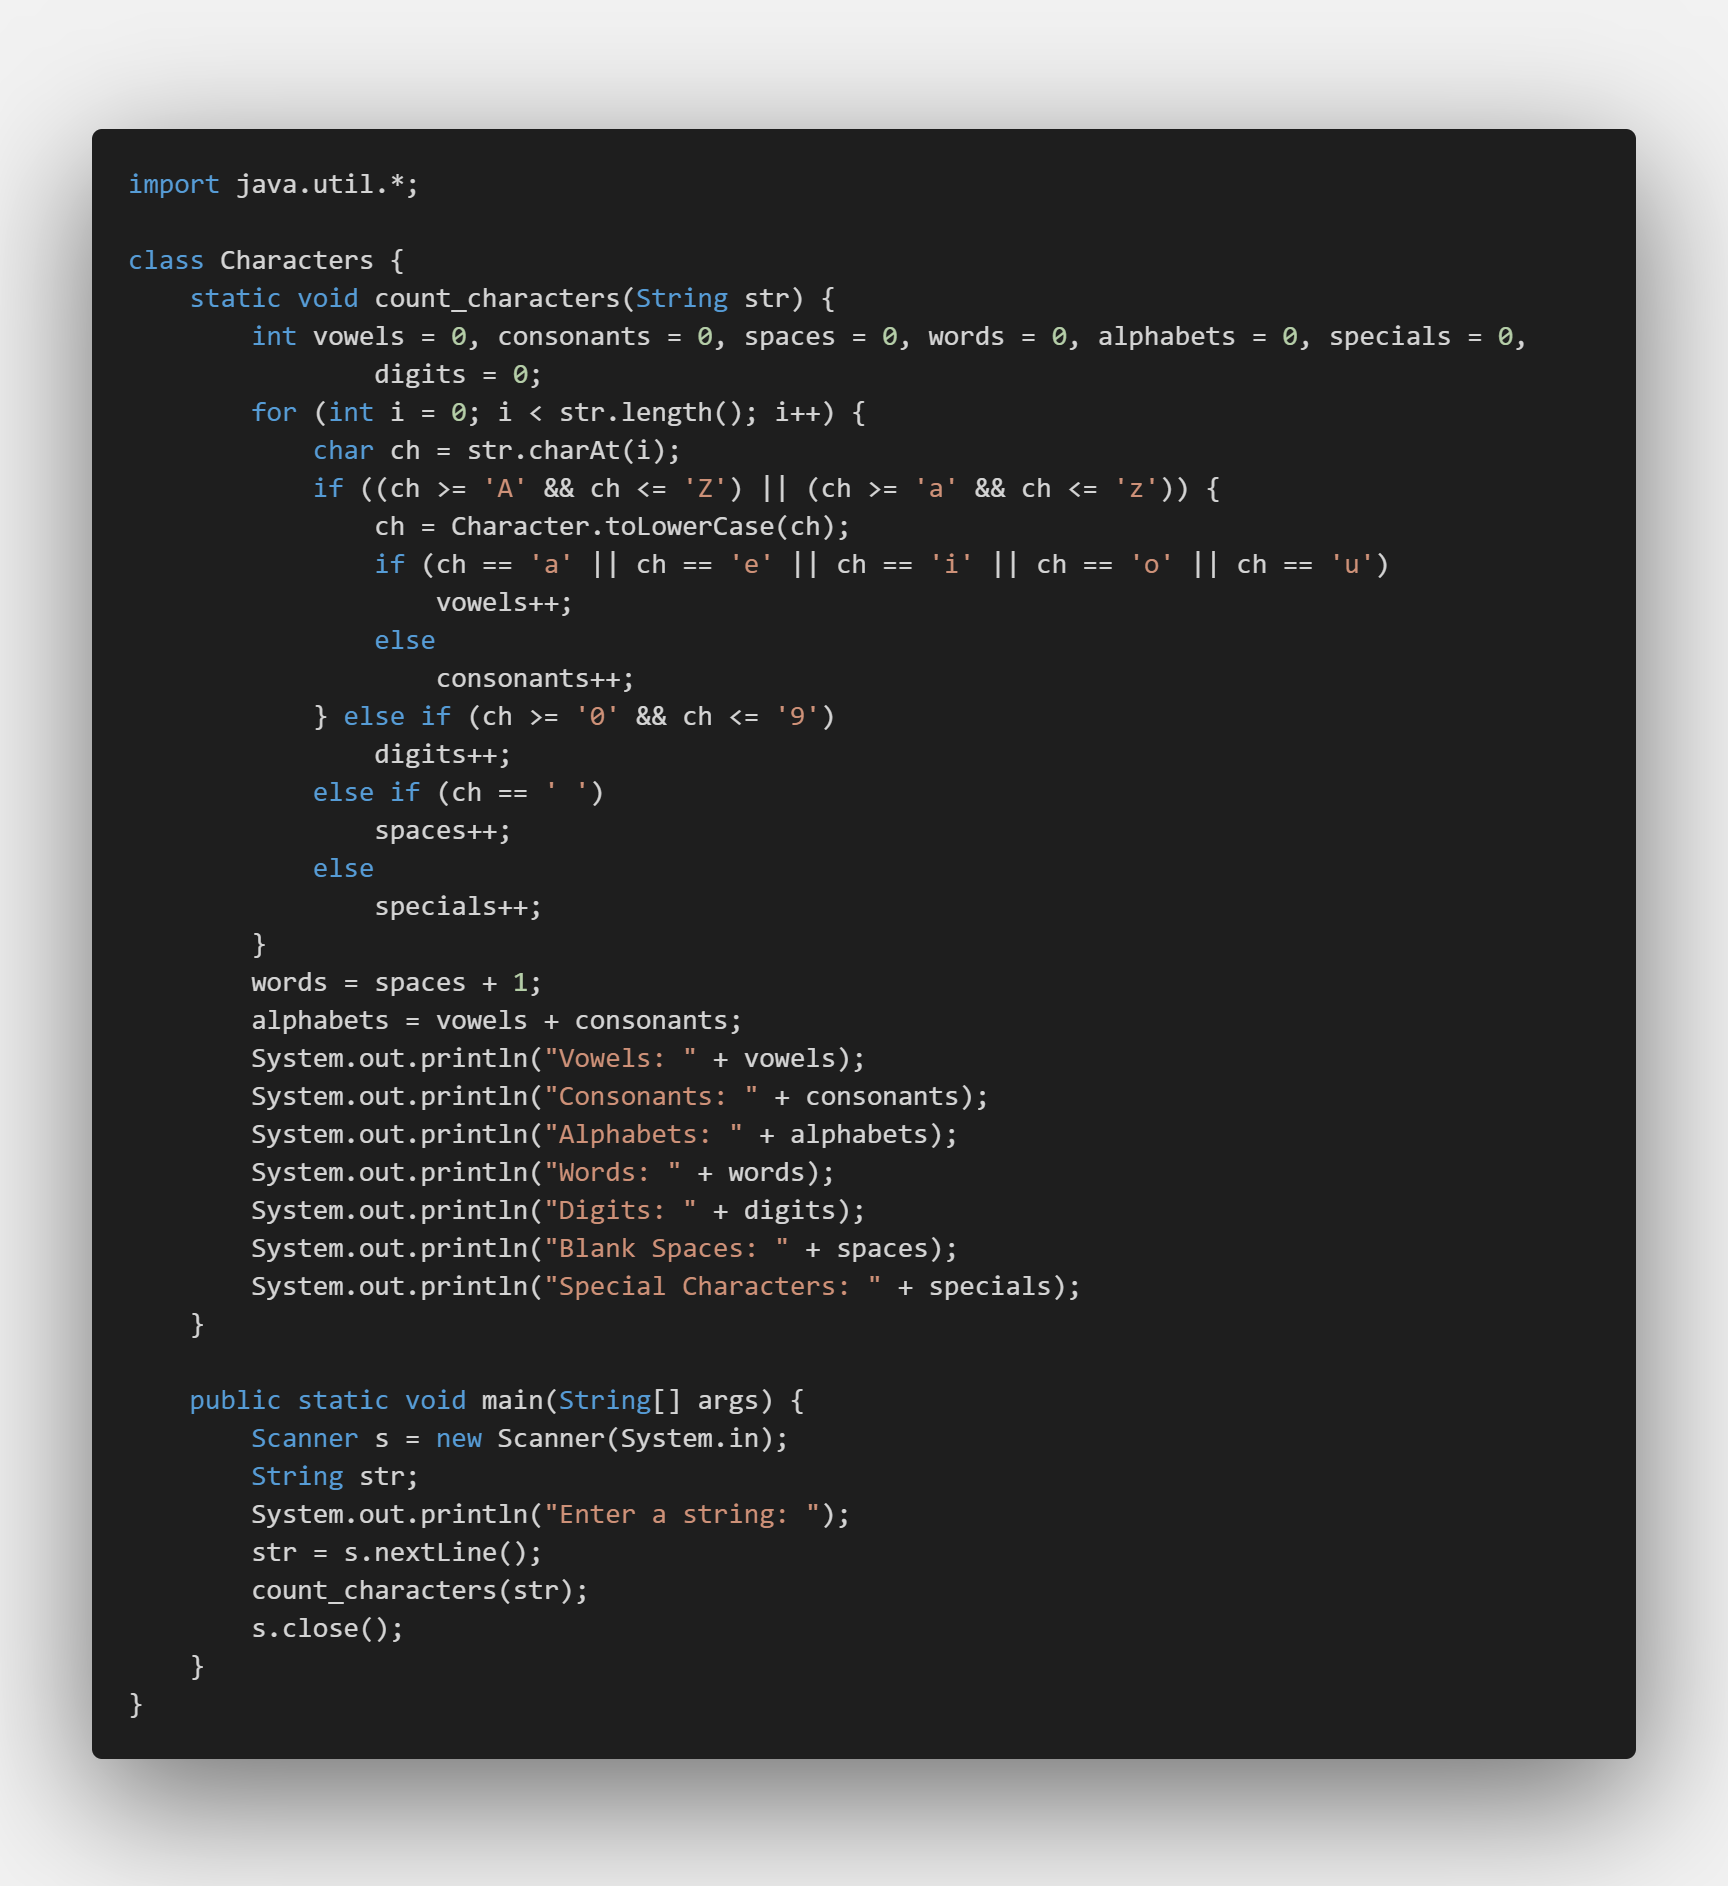 import java.util.*;

class Characters {
    static void count_characters(String str) {
        int vowels = 0, consonants = 0, spaces = 0, words = 0, alphabets = 0, specials = 0,
                digits = 0;
        for (int i = 0; i < str.length(); i++) {
            char ch = str.charAt(i);
            if ((ch >= 'A' && ch <= 'Z') || (ch >= 'a' && ch <= 'z')) {
                ch = Character.toLowerCase(ch);
                if (ch == 'a' || ch == 'e' || ch == 'i' || ch == 'o' || ch == 'u')
                    vowels++;
                else
                    consonants++;
            } else if (ch >= '0' && ch <= '9')
                digits++;
            else if (ch == ' ')
                spaces++;
            else
                specials++;
        }
        words = spaces + 1;
        alphabets = vowels + consonants;
        System.out.println("Vowels: " + vowels);
        System.out.println("Consonants: " + consonants);
        System.out.println("Alphabets: " + alphabets);
        System.out.println("Words: " + words);
        System.out.println("Digits: " + digits);
        System.out.println("Blank Spaces: " + spaces);
        System.out.println("Special Characters: " + specials);
    }

    public static void main(String[] args) {
        Scanner s = new Scanner(System.in);
        String str;
        System.out.println("Enter a string: ");
        str = s.nextLine();
        count_characters(str);
        s.close();
    }
}